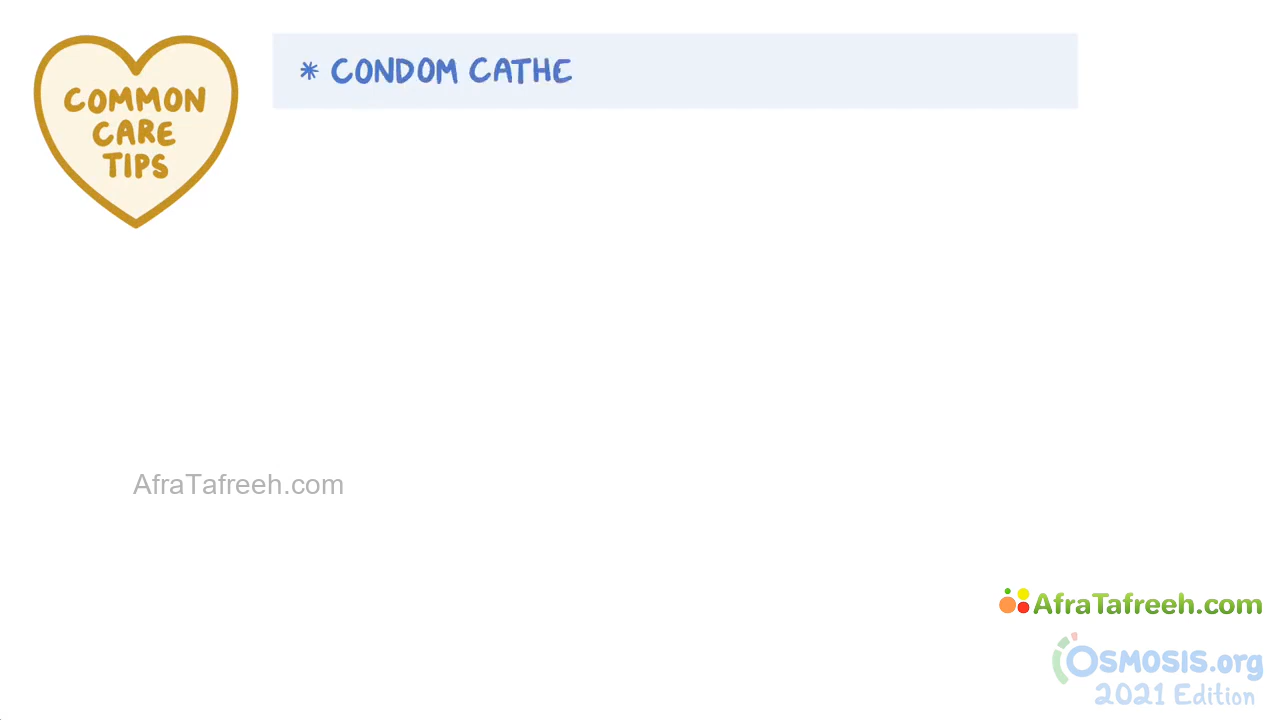 COMMON
CARE
TIPS
* CONDOM CATHE
AfraTafreeh.com
AfraTafreeh.com
OSMOSIS.org
2021 Edition